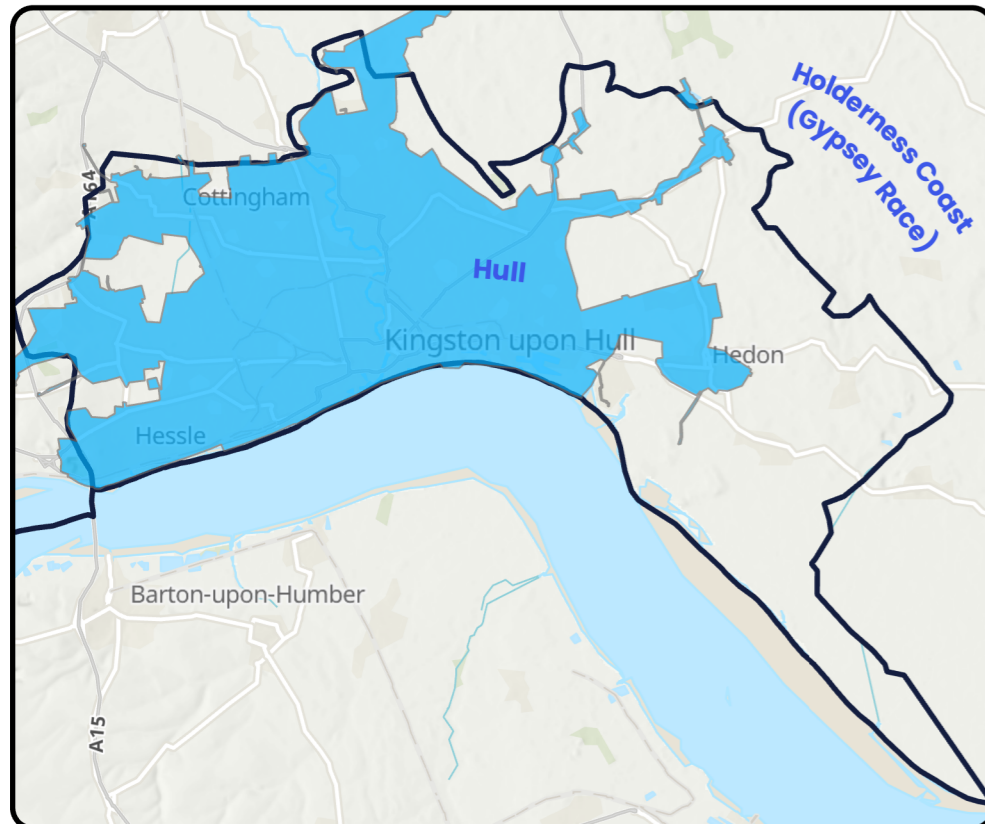 Holderness Coast
(Gypsey Race)
A164
Cottingham
Hull
Kingston upon Hull
Hedon
Hessle
Barton-upon-Humber
A15